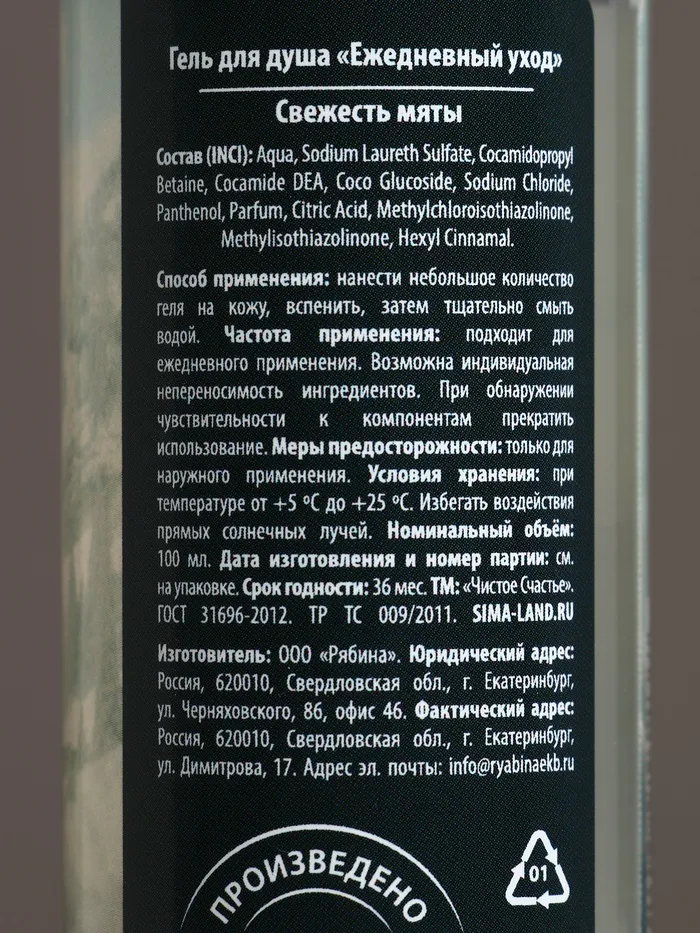 Гель для душа «Ежедневный уход»
Свежесть мяты
Состав (INCI): Aqua, Sodium Laureth Sulfate, Cocamidopropyl
Betaine, Cocamide DEA, Coco Glucoside, Sodium Chloride,
Panthenol, Parfum, Citric Acid, Methylchloroisothiazolinone,
Methylisothiazolinone, Hexyl Cinnamal.
Способ применения: нанести небольшое количество
геля на кожу, вспенить, затем тщательно смыть
водой. Частота применения: подходит для
ежедневного применения. Возможна индивидуальная
непереносимость ингредиентов. При обнаружении
чувствительности к компонентам прекратить
использование. Меры предосторожности: только для
наружного применения. Условия хранения: при
температуре от +5 ºС до +25 ºС. Избегать воздействия
прямых солнечных лучей. Номинальный объём:
100 мл. Дата изготовления и номер партии: см.
на упаковке. Срок годности: 36 мес. ТМ: «Чистое Счастье».
ГОСТ 31696-2012. ТР ТС 009/2011. SIMA-LAND.RU
Изготовитель: ООО «Рябина». Юридический адрес:
Россия, 620010, Свердловская обл., г. Екатеринбург,
ул. Черняховского, 86, офис 46. Фактический адрес:
Россия, 620010, Свердловская обл., г. Екатеринбург,
ул. Димитрова, 17. Адрес эл. почты: info@ryabinaekb.ru
ПРОИЗВЕДЕНО
01